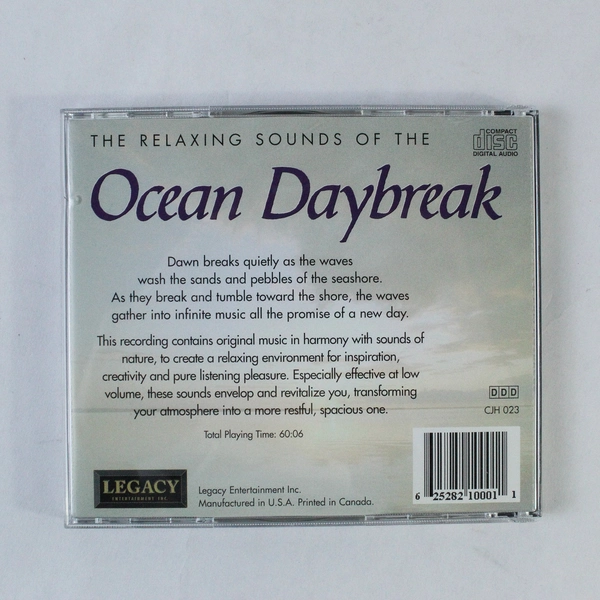 THE RELAXING SOUNDS OF THE
COMPACT
disc
DIGITAL AUDIO
Ocean Daybreak
Dawn breaks quietly as the waves
wash the sands and pebbles of the seashore.
As they break and tumble toward the shore, the waves
gather into infinite music all the promise of a new day.
This recording contains original music in harmony with sounds of
nature, to create a relaxing environment for inspiration,
creativity and pure listening pleasure. Especially effective at low
volume, these sounds envelop and revitalize you, transforming
your atmosphere into a more restful, spacious one.
DDD
CJH 023
Total Playing Time: 60:06
LEGACY
ENTERTAINMENT INC
Legacy Entertainment Inc.
Manufactured in U.S.A. Printed in Canada.
6 25282 10001 1